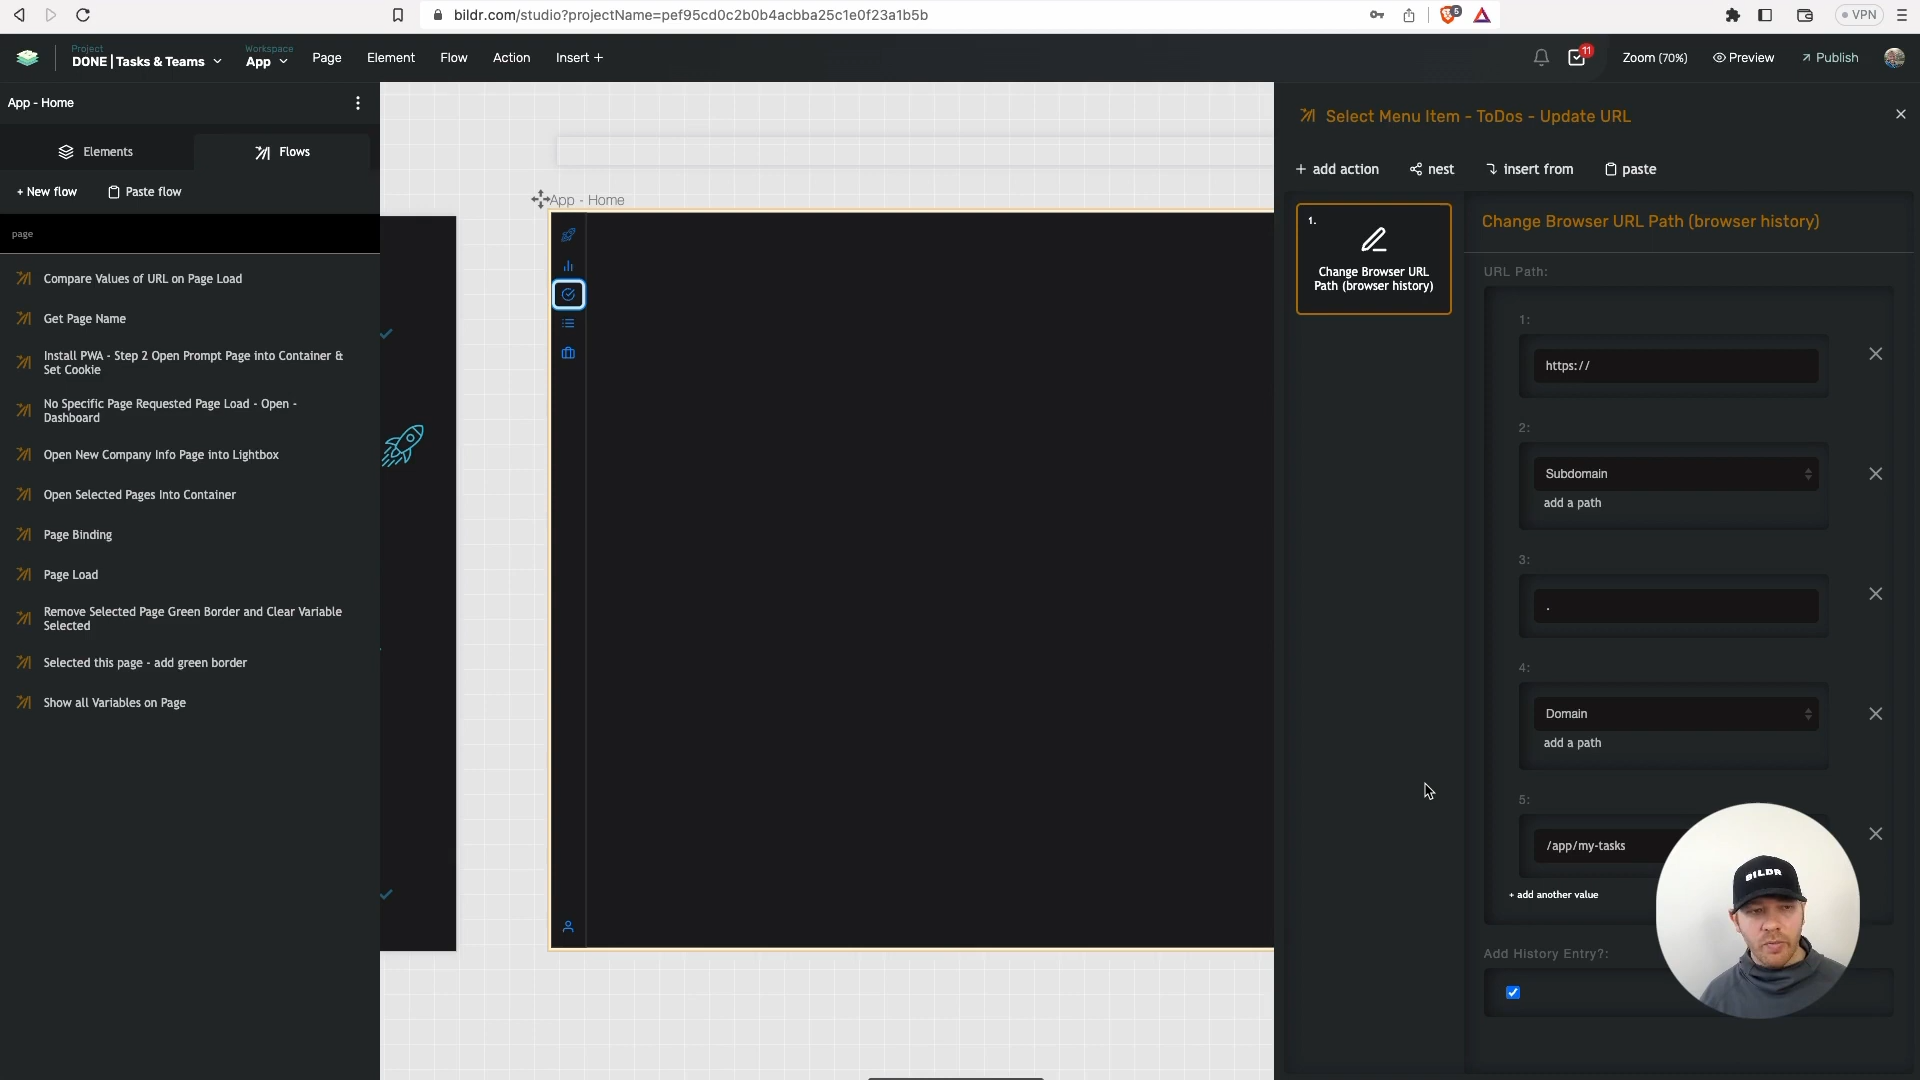 bildr.com/studio?projectName=pef95cd0c2b0b4acbba25c1e0f23a1b5b
5
VPN
Project
DONE | Tasks & Teams
Workspace
App
Page
Element
Flow
Action
Insert +
11
Zoom (70%)
Preview
Publish
App - Home
Elements
Flows
+ New flow
Paste flow
page
Compare Values of URL on Page Load
Get Page Name
Install PWA - Step 2 Open Prompt Page into Container &
Set Cookie
No Specific Page Requested Page Load - Open -
Dashboard
Open New Company Info Page into Lightbox
Open Selected Pages Into Container
Page Binding
Page Load
Remove Selected Page Green Border and Clear Variable
Selected
Selected this page - add green border
Show all Variables on Page
App - Home
Select Menu Item - ToDos - Update URL
+ add action
nest
insert from
paste
1.
Change Browser URL
Path (browser history)
Change Browser URL Path (browser history)
URL Path:
1:
https://
2:
Subdomain
add a path
3:
.
4:
Domain
add a path
5:
/app/my-tasks
+ add another value
Add History Entry?:
BILDR